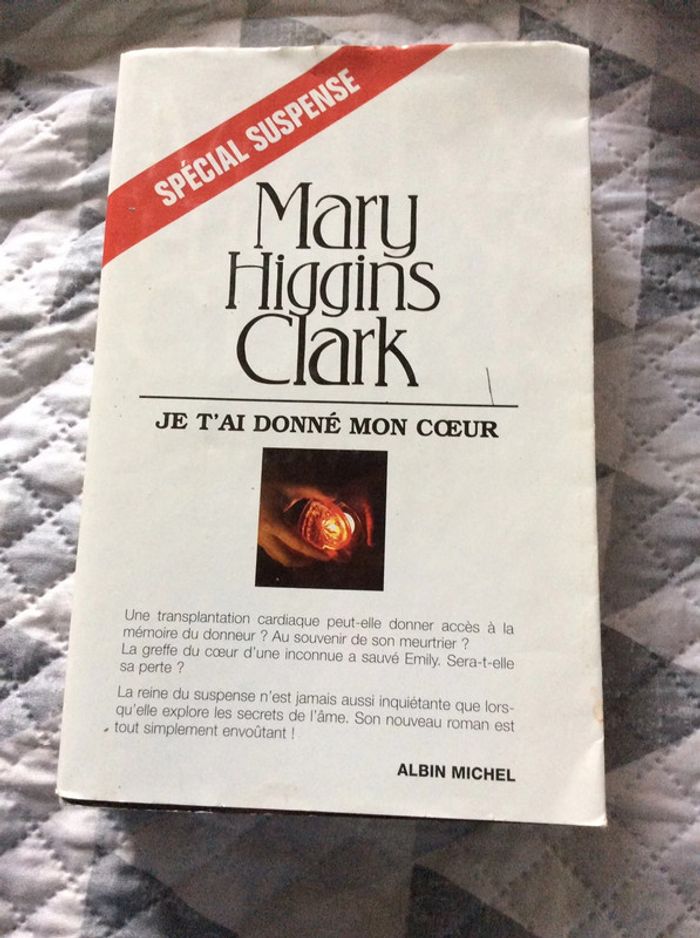 SPÉCIAL SUSPENSE
Mary
Higgins
Clark
JE T'AI DONNÉ MON CŒUR
Une transplantation cardiaque peut-elle donner accès à la
mémoire du donneur ? Au souvenir de son meurtrier ?
La greffe du cœur d'une inconnue a sauvé Emily. Sera-t-elle
sa perte ?
La reine du suspense n'est jamais aussi inquiétante que lors-
qu'elle explore les secrets de l'âme. Son nouveau roman est
tout simplement envoûtant !
ALBIN MICHEL